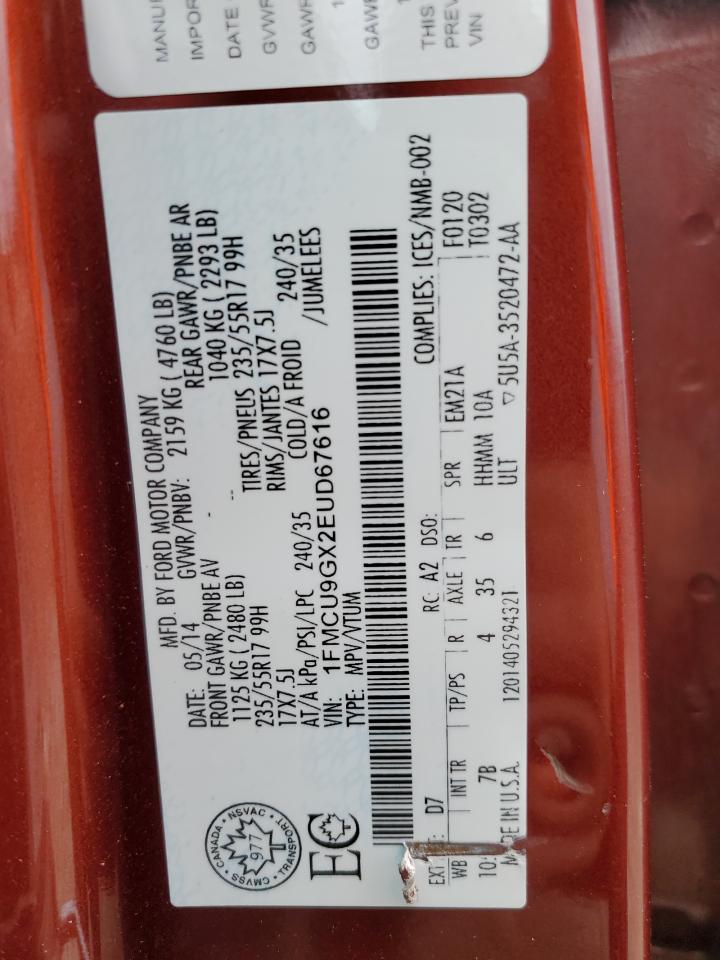 MANU
IMPOR
DATE
GVWR
GAWR
GAW
THIS
PREV
VIN
MFD. BY FORD MOTOR COMPANY
DATE: 05/14 GVWR/PNBV: 2159 KG ( 4760 LB)
FRONT GAWR/PNBE AV - REAR GAWR/PNBE AR
1125 KG ( 2480 LB) -- 1040 KG ( 2293 LB)
235/55R17 99H TIRES/PNEUS 235/55R17 99H
17X7.5J RIMS/JANTES 17X7.5J
AT/A kPa/PSI/LPC 240/35 COLD/A FROID 240/35
VIN: 1FMCU9GX2EUD67616 /JUMELEES
TYPE: MPV/VTUM
CANADA • NSVAC • TRANSPORT • CMVSS •
977
EC
COMPLIES: ICES/NMB-002
EXT D7 RC: A2 DSO: F0120
WB INT TR TP/PS R AXLE TR SPR EM21A T0302
10 7B 4 35 6 HHMM 10A
DE IN U.S.A. 1201405294321 ULT ▽ 5U5A-3520472-AA